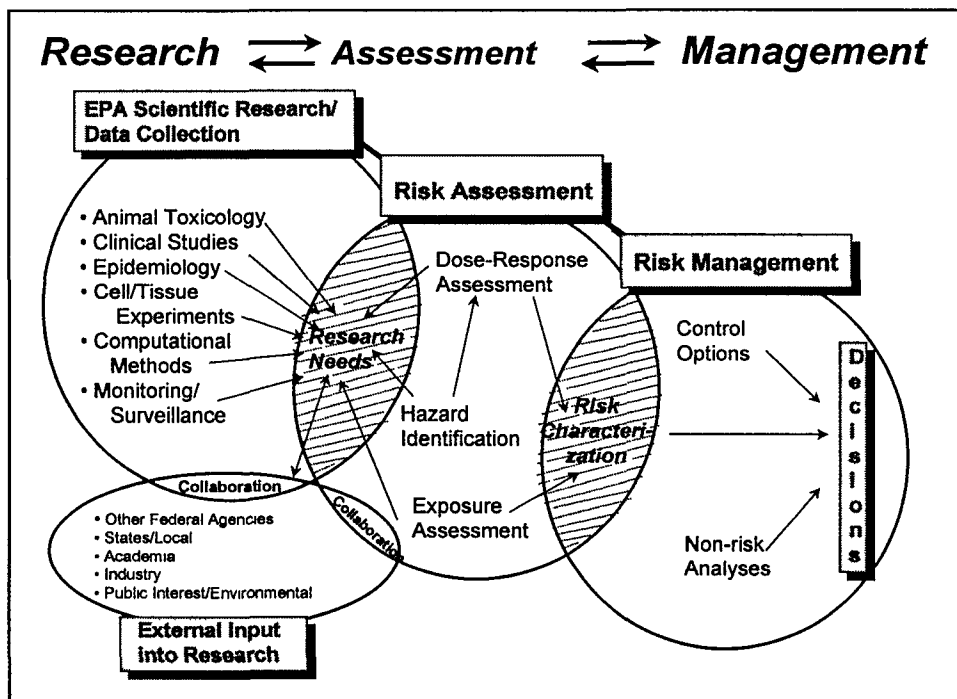 Research Assessment Management
EPA Scientific Research/
Data Collection
Risk Assessment
Risk Management
• Animal Toxicology
• Clinical Studies
• Epidemiology
• Cell/Tissue
Experiments
• Computational
Methods
• Monitoring/
Surveillance
Research
Needs
Dose-Response
Assessment
Hazard
Identification
Exposure
Assessment
Risk
Characteri-
zation
Control
Options
Non-risk
Analyses
Decisions
Collaboration
Collaboration
• Other Federal Agencies
• States/Local
• Academia
• Industry
• Public Interest/Environmental
External Input
into Research